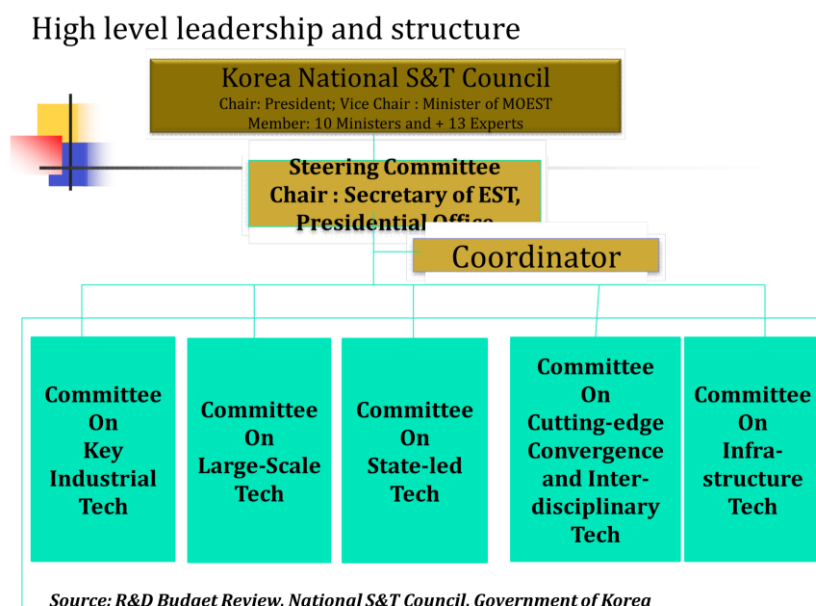 High level leadership and structure
Korea National S&T Council
Chair: President; Vice Chair : Minister of MOEST
Member: 10 Ministers and + 13 Experts
Steering Committee
Chair : Secretary of EST,
Presidential Office
Coordinator
Committee
On
Key
Industrial
Tech
Committee
On
Large-Scale
Tech
Committee
On
State-led
Tech
Committee
On
Cutting-edge
Convergence
and Inter-
disciplinary
Tech
Committee
On
Infra-
structure
Tech
Source: R&D Budget Review, National S&T Council, Government of Korea